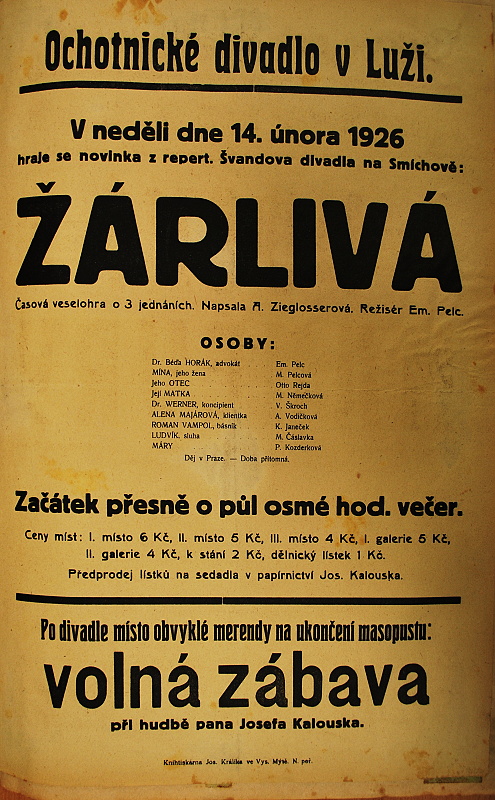 Ochotnické divadlo v Luži.
V neděli dne 14. února 1926
hraje se novinka z repert. Švandova divadla na Smíchově:
ŽÁRLIVÁ
Časová veselohra o 3 jednáních. Napsala A. Zieglosserová. Režisér Em. Pelc.
OSOBY:
Dr. Béďa HORÁK, advokát Em. Pelc
MÍNA, jeho žena M. Pelcová
Jeho OTEC Otto Rejda
Její MATKA M. Němečková
Dr. WERNER, koncipient V. Škroch
ALENA MAJÁROVÁ, klientka A. Vodičková
ROMAN VAMPOL, básník K. Janeček
LUDVÍK, sluha M. Čáslavka
MÁRY P. Kozderková
Děj v Praze. — Doba přítomná.
Začátek přesně o půl osmé hod. večer.
Ceny míst: I. místo 6 Kč, II. místo 5 Kč, III. místo 4 Kč, I. galerie 5 Kč,
II. galerie 4 Kč, k stání 2 Kč, dělnický lístek 1 Kč.
Předprodej lístků na sedadla v papírnictví Jos. Kalouska.
Po divadle místo obvyklé merendy na ukončení masopustu:
volná zábava
při hudbě pana Josefa Kalouska.
Knihtiskárna Jos. Králíka ve Vys. Mýtě. N. poř.